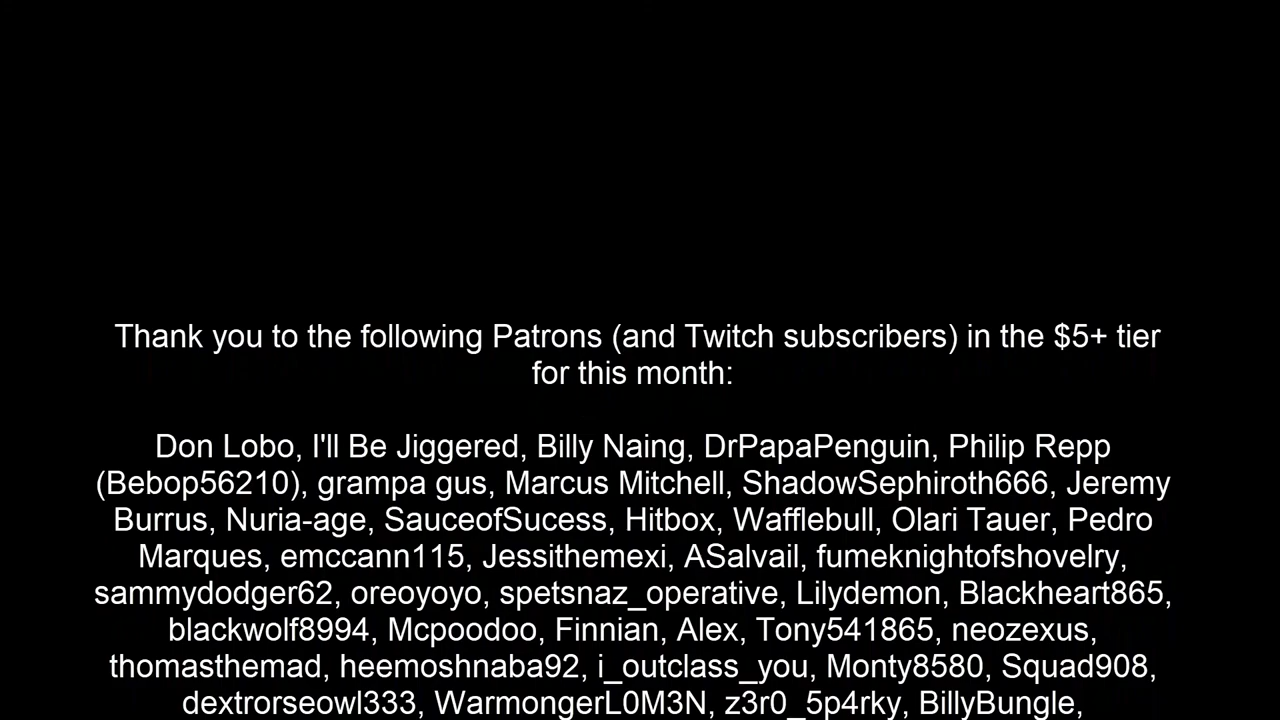 Thank you to the following Patrons (and Twitch subscribers) in the $5+ tier
for this month:
Don Lobo, I'll Be Jiggered, Billy Naing, DrPapaPenguin, Philip Repp
(Bebop56210), grampa gus, Marcus Mitchell, ShadowSephiroth666, Jeremy
Burrus, Nuria-age, SauceofSucess, Hitbox, Wafflebull, Olari Tauer, Pedro
Marques, emccann115, Jessithemexi, ASalvail, fumeknightofshovelry,
sammydodger62, oreoyoyo, spetsnaz_operative, Lilydemon, Blackheart865,
blackwolf8994, Mcpoodoo, Finnian, Alex, Tony541865, neozexus,
thomasthemad, heemoshnaba92, i_outclass_you, Monty8580, Squad908,
dextrorseowl333, WarmongerL0M3N, z3r0_5p4rky, BillyBungle,